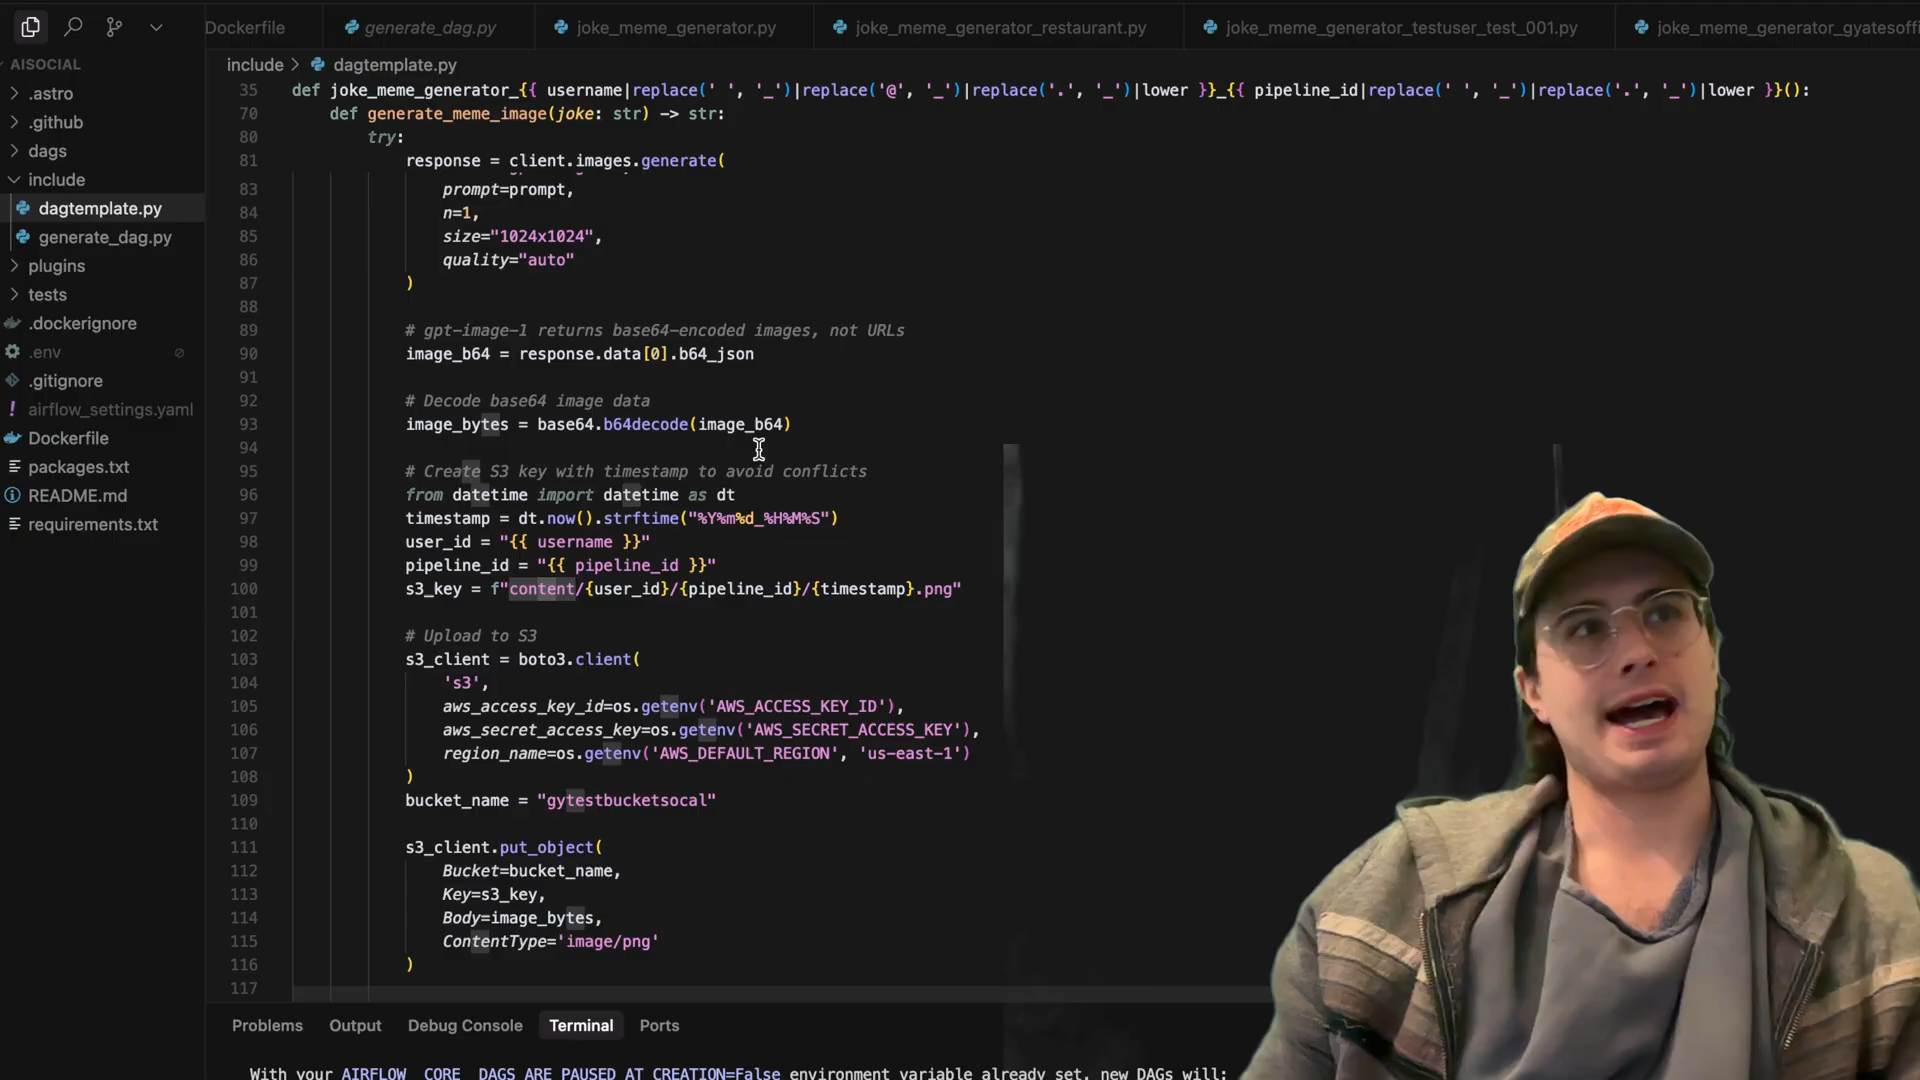 Dockerfile
generate_dag.py
joke_meme_generator.py
joke_meme_generator_restaurant.py
joke_meme_generator_testuser_test_001.py
joke_meme_generator_gyatesoffi
AISOCIAL
.astro
.github
dags
include
dagtemplate.py
generate_dag.py
plugins
tests
.dockerignore
.env
.gitignore
airflow_settings.yaml
Dockerfile
packages.txt
README.md
requirements.txt
include > dagtemplate.py
35 def joke_meme_generator_{{ username|replace(' ', '_')|replace('@', '_')|replace('.', '_')|lower }}_{{ pipeline_id|replace(' ', '_')|replace('.', '_')|lower }}():
70 def generate_meme_image(joke: str) -> str:
80 try:
81 response = client.images.generate(
83 prompt=prompt,
84 n=1,
85 size="1024x1024",
86 quality="auto"
87 )
88
89 # gpt-image-1 returns base64-encoded images, not URLs
90 image_b64 = response.data[0].b64_json
91
92 # Decode base64 image data
93 image_bytes = base64.b64decode(image_b64)
94
95 # Create S3 key with timestamp to avoid conflicts
96 from datetime import datetime as dt
97 timestamp = dt.now().strftime("%Y%m%d_%H%M%S")
98 user_id = "{{ username }}"
99 pipeline_id = "{{ pipeline_id }}"
100 s3_key = f"content/{user_id}/{pipeline_id}/{timestamp}.png"
101
102 # Upload to S3
103 s3_client = boto3.client(
104 's3',
105 aws_access_key_id=os.getenv('AWS_ACCESS_KEY_ID'),
106 aws_secret_access_key=os.getenv('AWS_SECRET_ACCESS_KEY'),
107 region_name=os.getenv('AWS_DEFAULT_REGION', 'us-east-1')
108 )
109 bucket_name = "gytestbucketsocal"
110
111 s3_client.put_object(
112 Bucket=bucket_name,
113 Key=s3_key,
114 Body=image_bytes,
115 ContentType='image/png'
116 )
117
Problems Output Debug Console Terminal Ports
With your AIRFLOW__CORE__DAGS_ARE_PAUSED_AT_CREATION=False environment variable already set, new DAGs will: